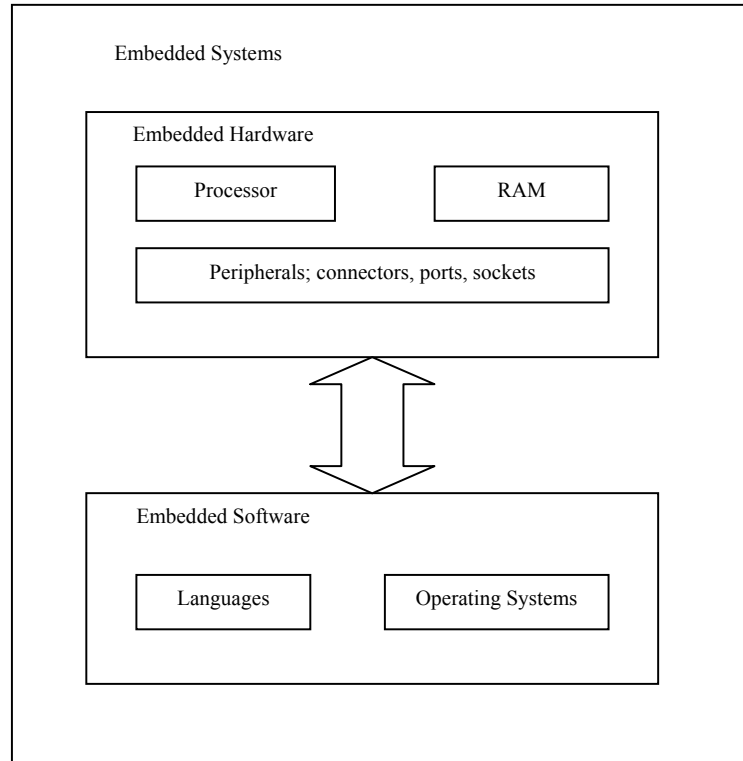 Embedded Systems
Embedded Hardware
Processor
RAM
Peripherals; connectors, ports, sockets
Embedded Software
Languages
Operating Systems